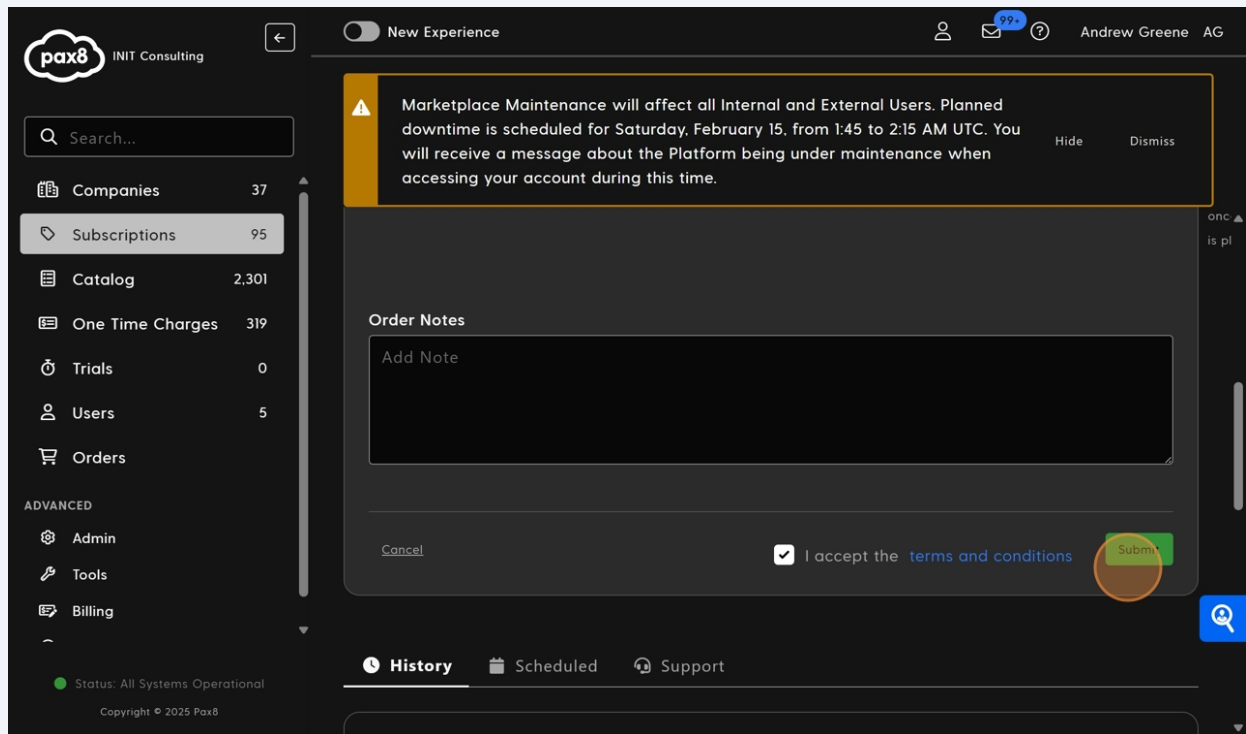 pax8
INIT Consulting
Search...
Companies 37
Subscriptions 95
Catalog 2,301
One Time Charges 319
Trials 0
Users 5
Orders
ADVANCED
Admin
Tools
Billing
Status: All Systems Operational
Copyright © 2025 Pax8
New Experience
99+
Andrew Greene AG
Marketplace Maintenance will affect all Internal and External Users. Planned
downtime is scheduled for Saturday, February 15, from 1:45 to 2:15 AM UTC. You
will receive a message about the Platform being under maintenance when
accessing your account during this time.
Hide
Dismiss
onc
is pl
Order Notes
Add Note
Cancel
I accept the terms and conditions
Submit
History
Scheduled
Support